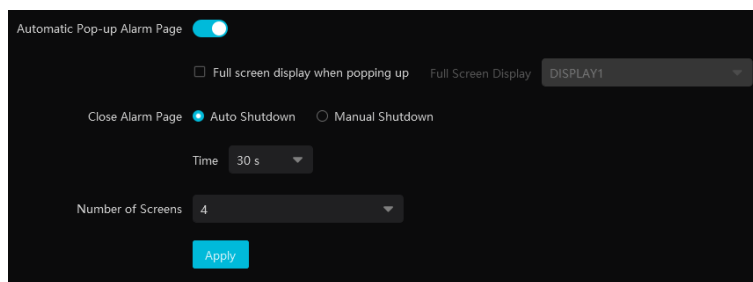 Automatic Pop-up Alarm Page
Full screen display when popping up Full Screen Display DISPLAY1
Close Alarm Page Auto Shutdown Manual Shutdown
Time 30 s
Number of Screens 4
Apply